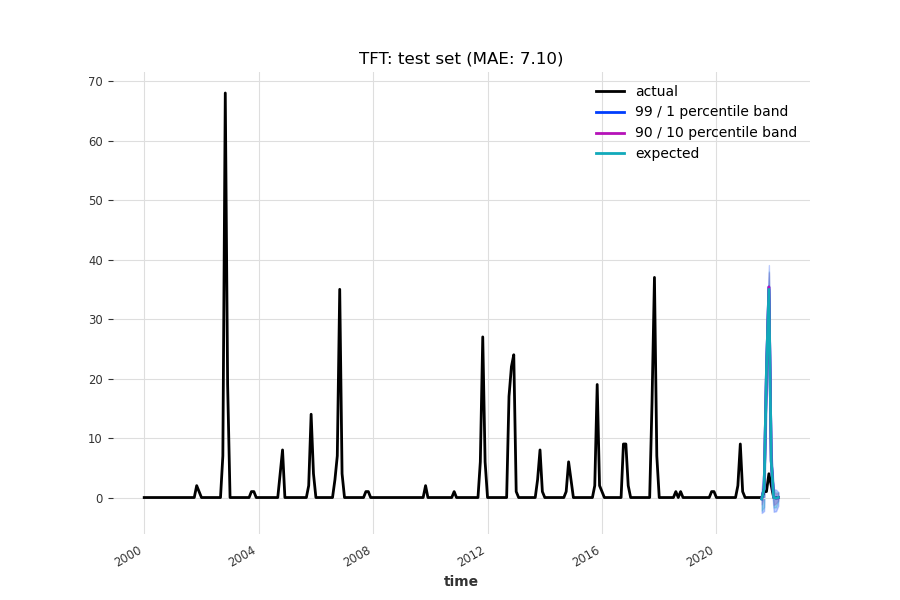 TFT: test set (MAE: 7.10)
70
60
50
40
30
20
10
0
actual
99 / 1 percentile band
90 / 10 percentile band
expected
2000
2004
2008
2012
2016
2020
time